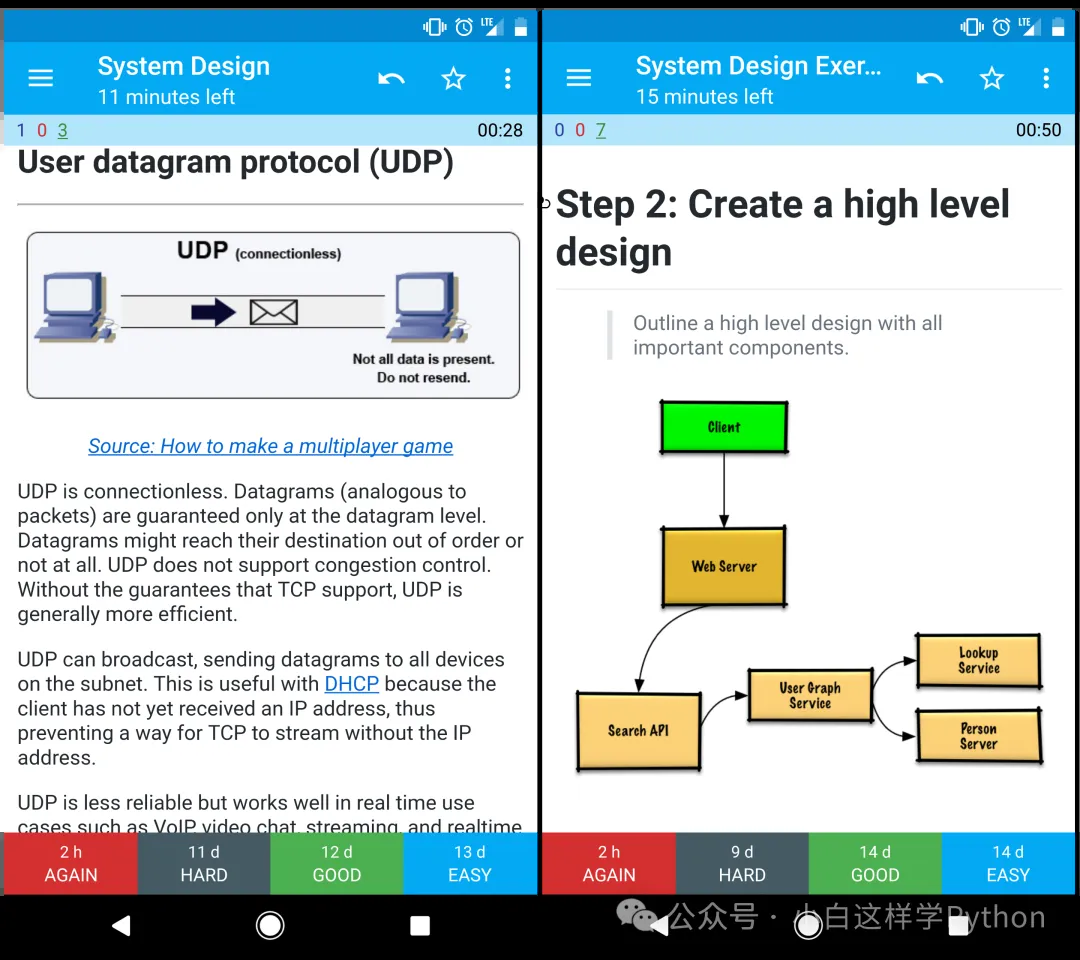 LTE
System Design
11 minutes left
1 0 3
00:28
User datagram protocol (UDP)
UDP (connectionless)
Not all data is present.
Do not resend.
Source: How to make a multiplayer game
UDP is connectionless. Datagrams (analogous to
packets) are guaranteed only at the datagram level.
Datagrams might reach their destination out of order or
not at all. UDP does not support congestion control.
Without the guarantees that TCP support, UDP is
generally more efficient.
UDP can broadcast, sending datagrams to all devices
on the subnet. This is useful with DHCP because the
client has not yet received an IP address, thus
preventing a way for TCP to stream without the IP
address.
UDP is less reliable but works well in real time use
cases such as VoIP, video chat, streaming, and realtime
2 h
AGAIN
11 d
HARD
12 d
GOOD
13 d
EASY
LTE
System Design Exer...
15 minutes left
0 0 7
00:50
Step 2: Create a high level
design
Outline a high level design with all
important components.
Client
Web Server
Lookup
Service
User Graph
Service
Search API
Person
Server
2 h
AGAIN
9 d
HARD
14 d
GOOD
14 d
EASY
公众号 · 小白这样学Python